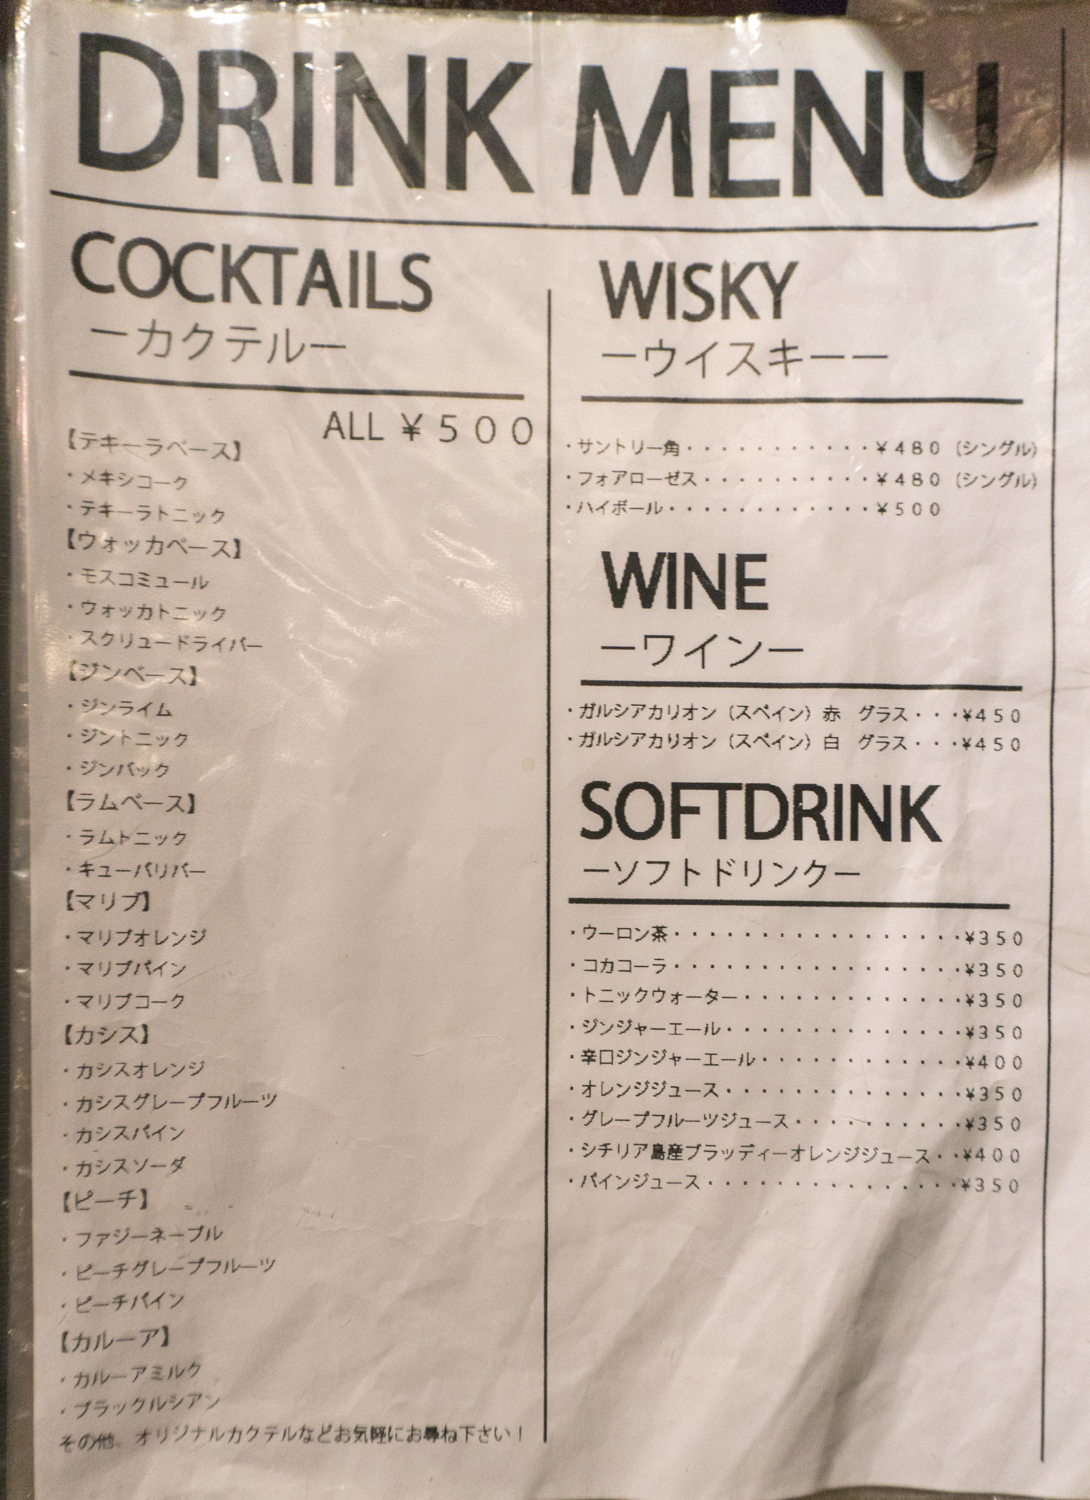 DRINK MENU
COCKTAILS
ーカクテルー
ALL ¥500
【テキーラベース】
・メキシコーク
・テキーラトニック
【ウォッカベース】
・モスコミュール
・ウォッカトニック
・スクリュードライバー
【ジンベース】
・ジンライム
・ジントニック
・ジンバック
【ラムベース】
・ラムトニック
・キューバリバー
【マリブ】
・マリブオレンジ
・マリブパイン
・マリブコーク
【カシス】
・カシスオレンジ
・カシスグレープフルーツ
・カシスパイン
・カシスソーダ
【ピーチ】
・ファジーネーブル
・ピーチグレープフルーツ
・ピーチパイン
【カルーア】
・カルーアミルク
・ブラックルシアン
その他、オリジナルカクテルなどお気軽にお尋ね下さい！
WISKY
ーウイスキーー
・サントリー角・・・・・・・・・・・・・¥480（シングル）
・フォアローゼス・・・・・・・・・・・・¥480（シングル）
・ハイボール・・・・・・・・・・・・・・¥500
WINE
ーワインー
・ガルシアカリオン（スペイン）赤　グラス・・・¥450
・ガルシアカリオン（スペイン）白　グラス・・・¥450
SOFTDRINK
ーソフトドリンクー
・ウーロン茶・・・・・・・・・・・・・・・・・・・・¥350
・コカコーラ・・・・・・・・・・・・・・・・・・・・¥350
・トニックウォーター・・・・・・・・・・・・・・・¥350
・ジンジャーエール・・・・・・・・・・・・・・・・¥350
・辛口ジンジャーエール・・・・・・・・・・・・・・¥400
・オレンジジュース・・・・・・・・・・・・・・・・¥350
・グレープフルーツジュース・・・・・・・・・・・・¥350
・シチリア島産ブラッディーオレンジジュース・・¥400
・パインジュース・・・・・・・・・・・・・・・・・¥350